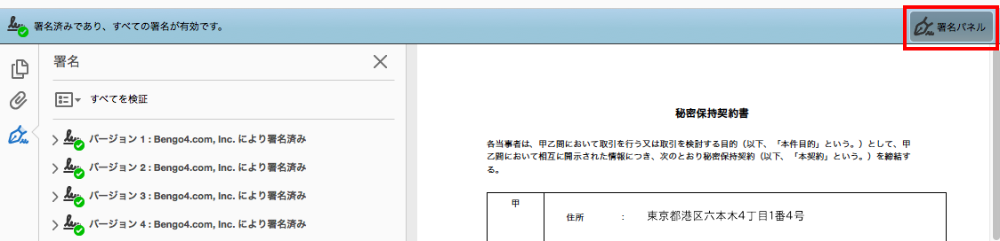 署名済みであり、すべての署名が有効です。
署名パネル
署名
すべてを検証
バージョン 1 : Bengo4.com, Inc. により署名済み
バージョン 2 : Bengo4.com, Inc. により署名済み
バージョン 3 : Bengo4.com, Inc. により署名済み
バージョン 4 : Bengo4.com, Inc. により署名済み
秘密保持契約書
各当事者は、甲乙間において取引を行う又は取引を検討する目的（以下、「本件目的」という。）として、甲
乙間において相互に開示された情報につき、次のとおり秘密保持契約（以下、「本契約」という。）を締結す
る。
甲
住所 : 東京都港区六本木4丁目1番4号